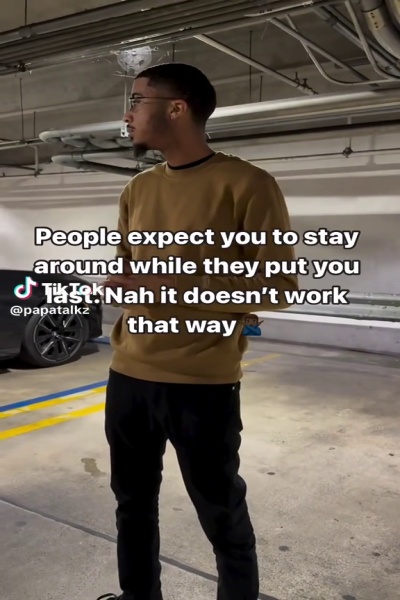 People expect you to stay
around while they put you
last. Nah it doesn't work
that way
TikTok
@papatalkz